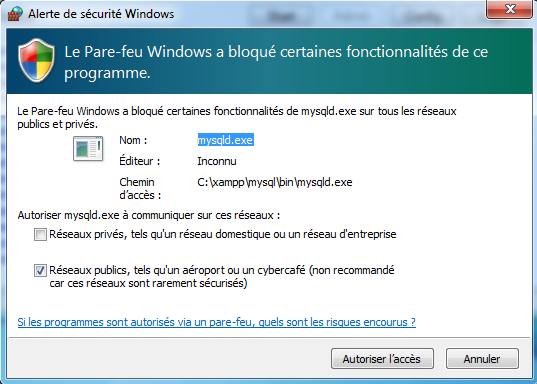 Alerte de sécurité Windows
Le Pare-feu Windows a bloqué certaines fonctionnalités de ce
programme.
Le Pare-feu Windows a bloqué certaines fonctionnalités de mysqld.exe sur tous les réseaux
publics et privés.
Nom : mysqld.exe
Éditeur : Inconnu
Chemin C:\xampp\mysql\bin\mysqld.exe
d'accès :
Autoriser mysqld.exe à communiquer sur ces réseaux :
Réseaux privés, tels qu'un réseau domestique ou un réseau d'entreprise
Réseaux publics, tels qu'un aéroport ou un cybercafé (non recommandé
car ces réseaux sont rarement sécurisés)
Si les programmes sont autorisés via un pare-feu, quels sont les risques encourus ?
Autoriser l'accès Annuler